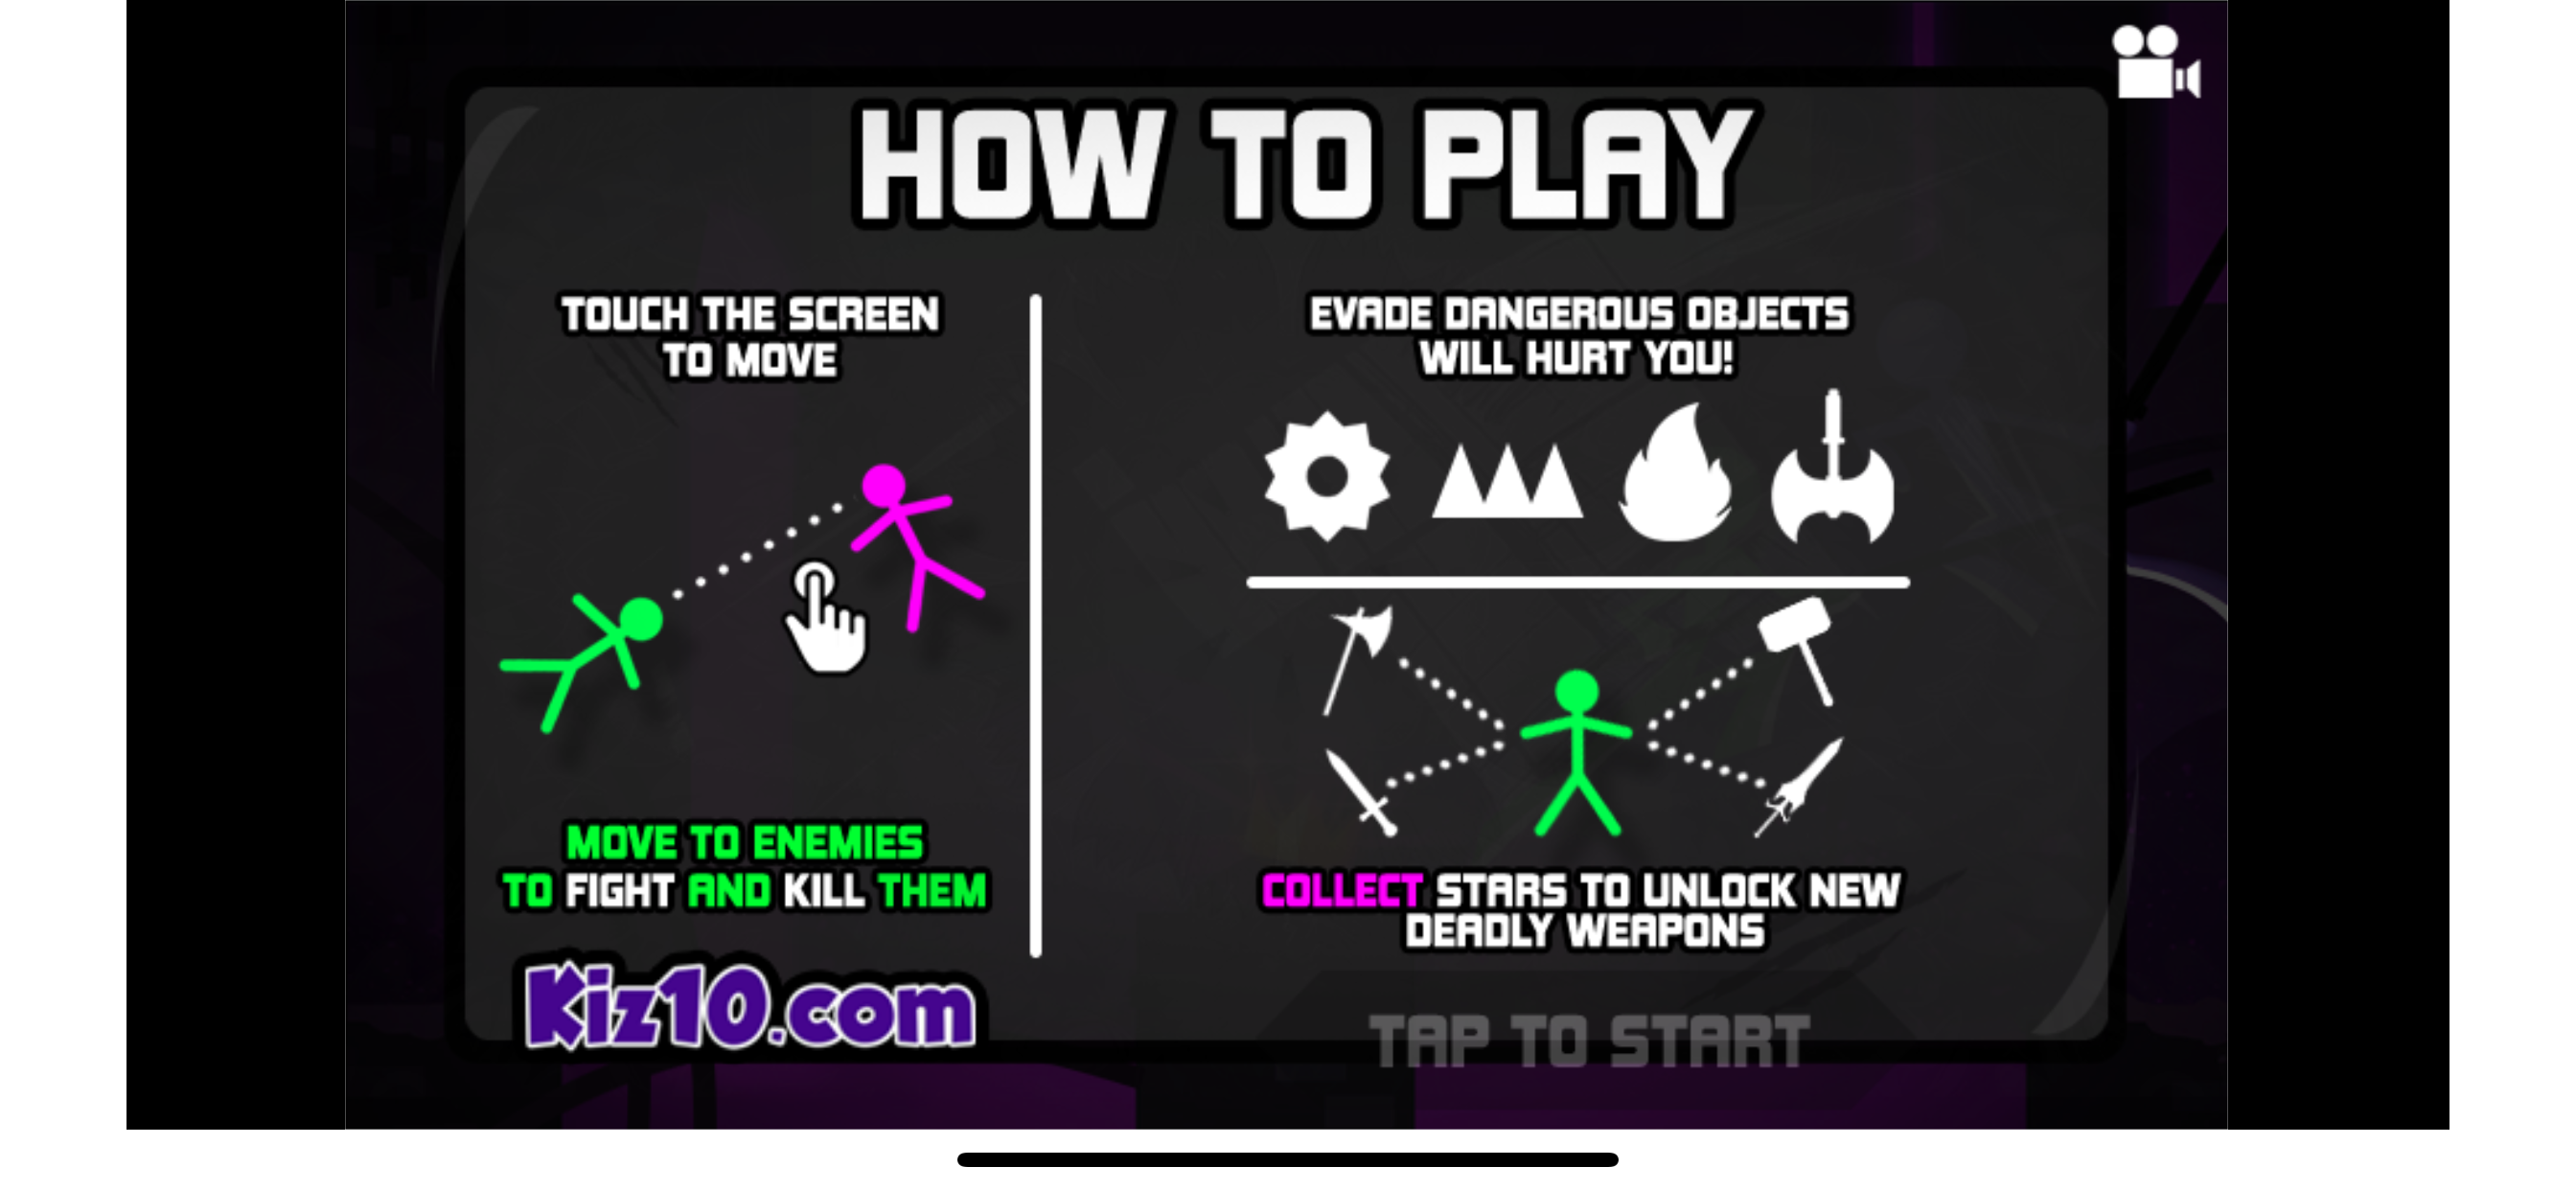 HOW TO PLAY
TOUCH THE SCREEN
TO MOVE
MOVE TO ENEMIES
TO FIGHT AND KILL THEM
Kiz10.com
EVADE DANGEROUS OBJECTS
WILL HURT YOU!
COLLECT STARS TO UNLOCK NEW
DEADLY WEAPONS
TAP TO START